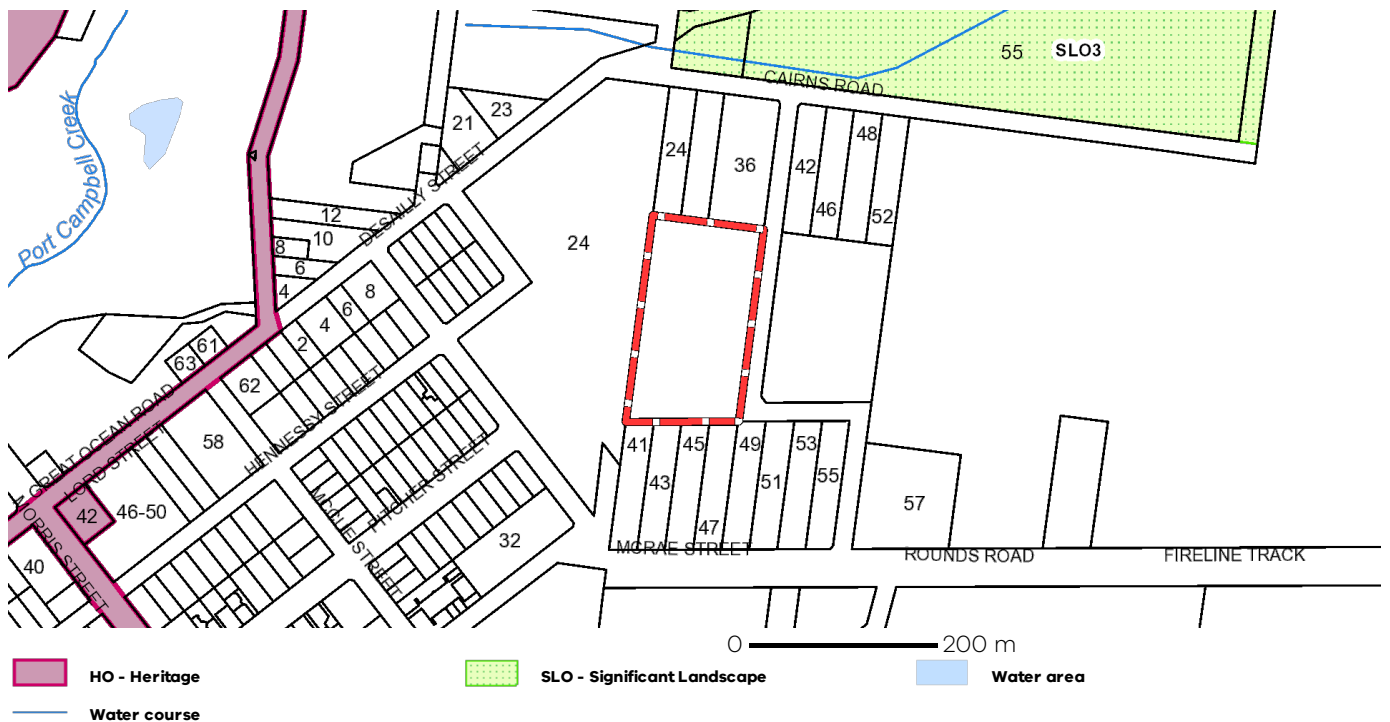 55 SLO3
CAIRNS ROAD
23
21
48
24
36
42
46
52
12
10
8
6
4
DESAILLY STREET
24
8
6
4
2
Port Campbell Creek
61
63
62
GREAT OCEAN ROAD
LORD STREET
HENNESSY STREET
58
41
45
49
53
43
51
55
47
57
PITCHER STREET
MCCUE STREET
46-50
42
32
MORRIS STREET
40
MCRAE STREET
ROUNDS ROAD
FIRELINE TRACK
0 200 m
HO - Heritage
SLO - Significant Landscape
Water area
Water course